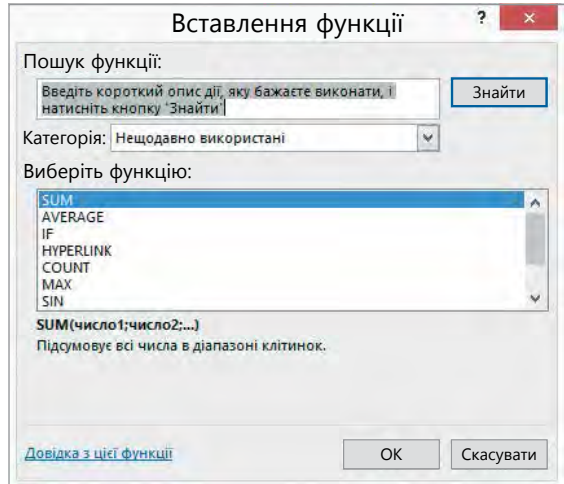 Вставлення функції
?
×
Пошук функції:
Введіть короткий опис дії, яку бажаєте виконати, і
натисніть кнопку 'Знайти'
Знайти
Категорія: Нещодавно використані
Виберіть функцію:
SUM
AVERAGE
IF
HYPERLINK
COUNT
MAX
SIN
SUM(число1;число2;...)
Підсумовує всі числа в діапазоні клітинок.
Довідка з цієї функції
ОК
Скасувати